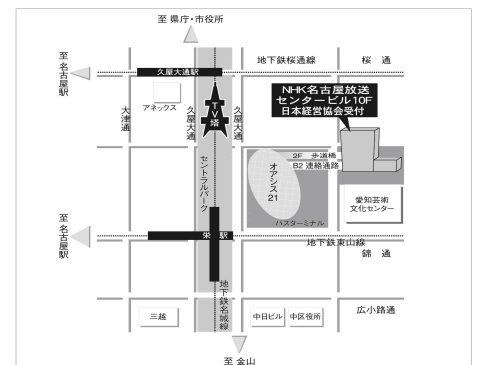 至 県庁・市役所
至 名古屋駅
久屋大通駅
地下鉄桜通線
桜 通
アネックス
大津通
久屋大通
TV塔
久屋大通
NHK名古屋放送
センタービル10F
日本経営協会受付
2F 歩道橋
B2 連絡通路
オアシス21
セントラルパーク
愛知芸術
文化センター
バスターミナル
至 名古屋駅
栄 駅
地下鉄東山線
錦 通
地下鉄名城線
三越
中日ビル
中区役所
広小路通
至 金山